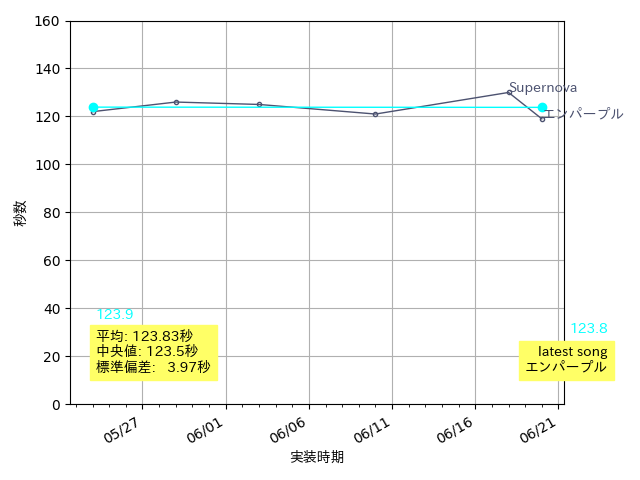 160
140
120
100
80
60
40
20
0
秒数
Supernova
エンパープル
123.9
平均: 123.83秒
中央値: 123.5秒
標準偏差: 3.97秒
123.8
latest song
エンパープル
05/27
06/01
06/06
06/11
06/16
06/21
実装時期